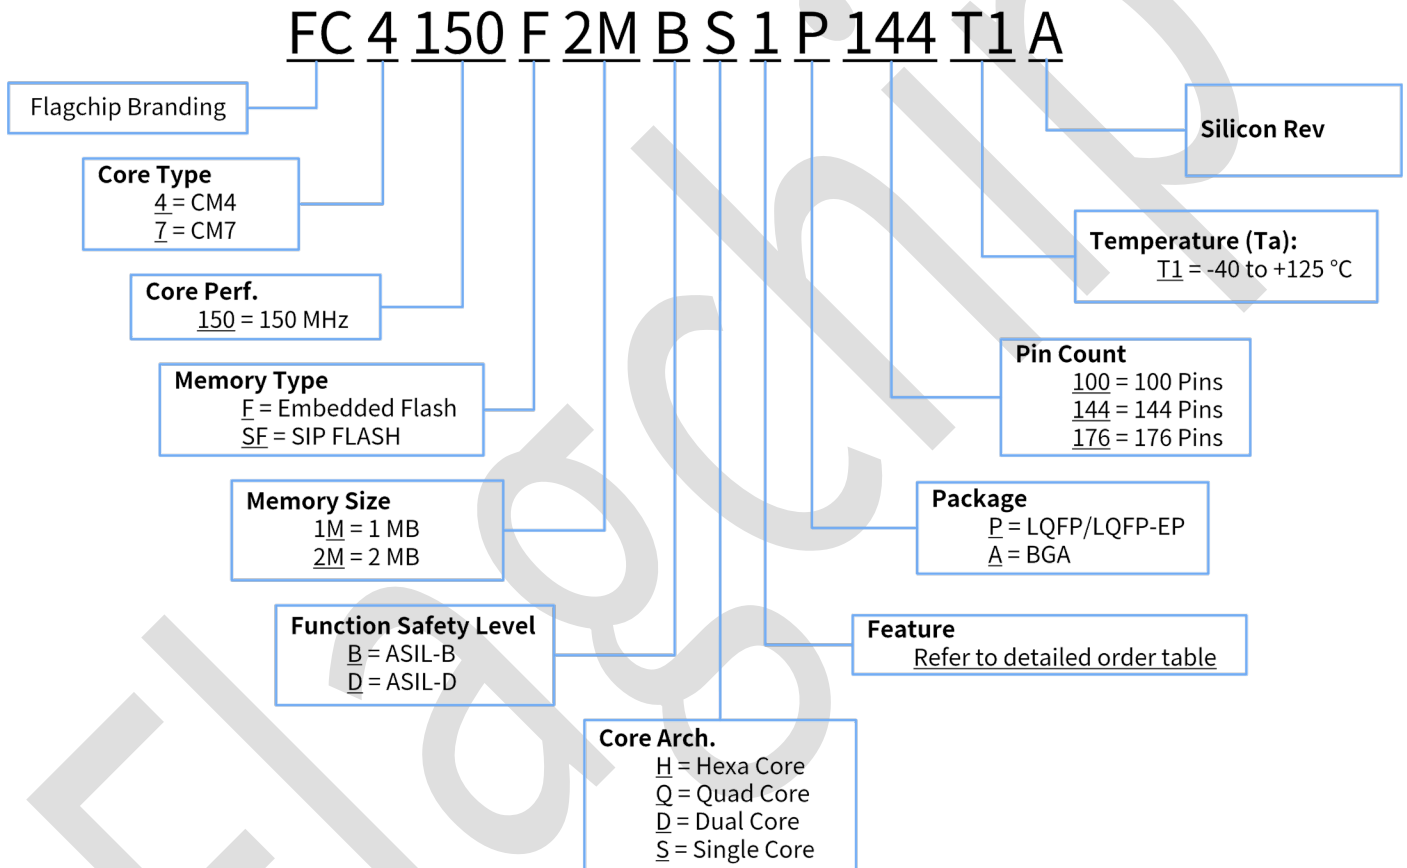 FC 4 150 F 2M B S 1 P 144 T1 A
Flagchip Branding
Silicon Rev
Core Type
4 = CM4
7 = CM7
Temperature (Ta):
T1 = -40 to +125 °C
Core Perf.
150 = 150 MHz
Pin Count
100 = 100 Pins
144 = 144 Pins
176 = 176 Pins
Memory Type
F = Embedded Flash
SF = SIP FLASH
Memory Size
1M = 1 MB
2M = 2 MB
Package
P = LQFP/LQFP-EP
A = BGA
Function Safety Level
B = ASIL-B
D = ASIL-D
Feature
Refer to detailed order table
Core Arch.
H = Hexa Core
Q = Quad Core
D = Dual Core
S = Single Core
Flagchip